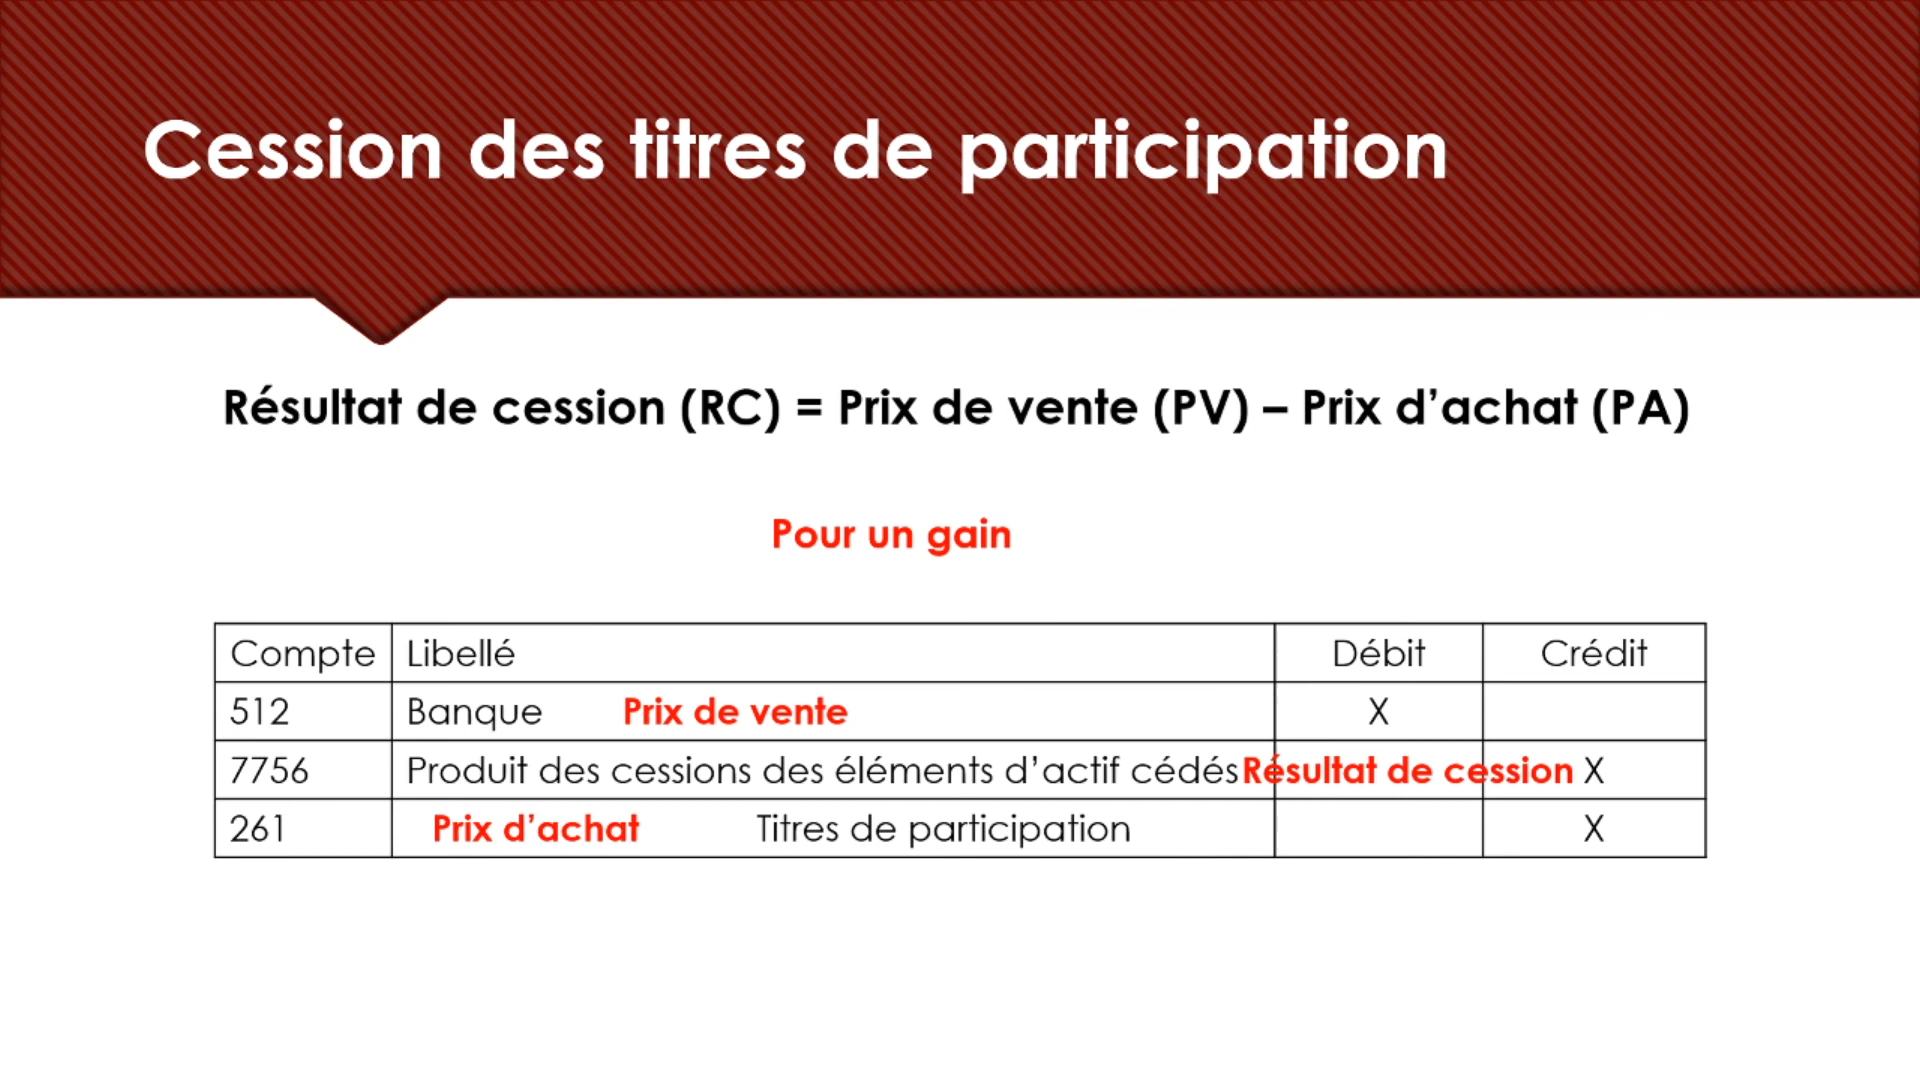 Cession des titres de participation
Résultat de cession (RC) = Prix de vente (PV) – Prix d’achat (PA)
Pour un gain
Compte Libellé Débit Crédit
512 Banque Prix de vente X
7756 Produit des cessions des éléments d’actif cédés Résultat de cession X
261 Prix d’achat Titres de participation X